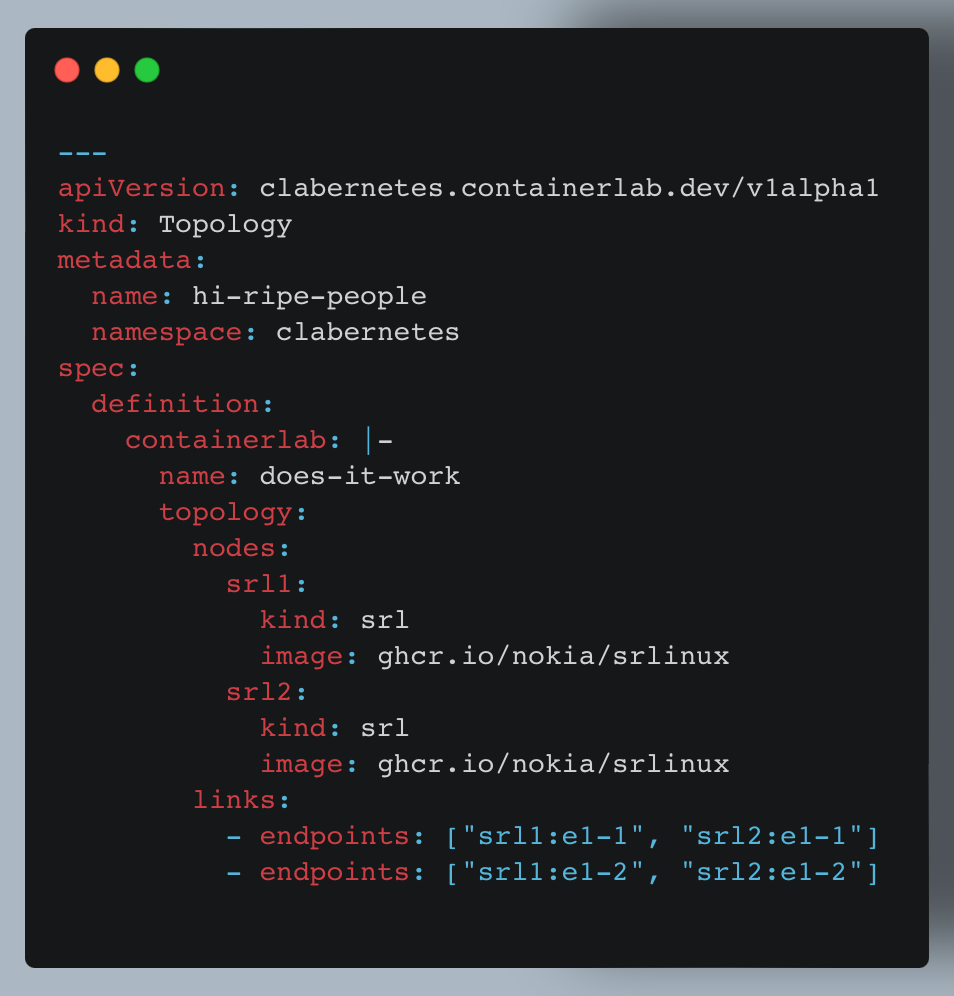 ---
apiVersion: clabernetes.containerlab.dev/v1alpha1
kind: Topology
metadata:
  name: hi-ripe-people
  namespace: clabernetes
spec:
  definition:
    containerlab: |-
      name: does-it-work
      topology:
        nodes:
          srl1:
            kind: srl
            image: ghcr.io/nokia/srlinux
          srl2:
            kind: srl
            image: ghcr.io/nokia/srlinux
        links:
          - endpoints: ["srl1:e1-1", "srl2:e1-1"]
          - endpoints: ["srl1:e1-2", "srl2:e1-2"]